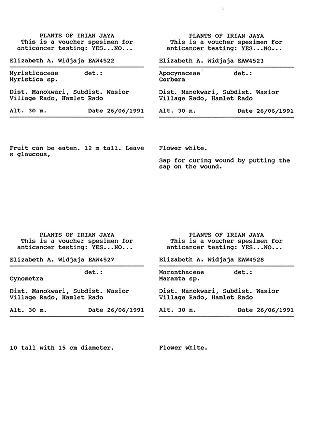 PLANTS OF IRIAN JAYA
This is a voucher spesimen for
anticancer testing: YES...NO...
Elizabeth A. Widjaja EAW4522
Myristicaceae det.:
Myristica sp.
Dist. Manokwari, Subdist. Wasior
Village Rado, Hamlet Rado
Alt. 30 m. Date 26/06/1991
Fruit can be eaten. 12 m tall. Leave
s glaucous,
PLANTS OF IRIAN JAYA
This is a voucher spesimen for
anticancer testing: YES...NO...
Elizabeth A. Widjaja EAW4523
Apocynaceae det.:
Cerbera
Dist. Manokwari, Subdist. Wasior
Village Rado, Hamlet Rado
Alt. 30 m. Date 26/06/1991
Flower white.
Sap for curing wound by putting the
sap on the wound.
PLANTS OF IRIAN JAYA
This is a voucher spesimen for
anticancer testing: YES...NO...
Elizabeth A. Widjaja EAW4527
det.:
Cynometra
Dist. Manokwari, Subdist. Wasior
Village Rado, Hamlet Rado
Alt. 30 m. Date 26/06/1991
10 tall with 15 cm diameter.
PLANTS OF IRIAN JAYA
This is a voucher spesimen for
anticancer testing: YES...NO...
Elizabeth A. Widjaja EAW4528
Maranthacene det.:
Maranta sp.
Dist. Manokwari, Subdist. Wasior
Village Rado, Hamlet Rado
Alt. 30 m. Date 26/06/1991
Flower white.